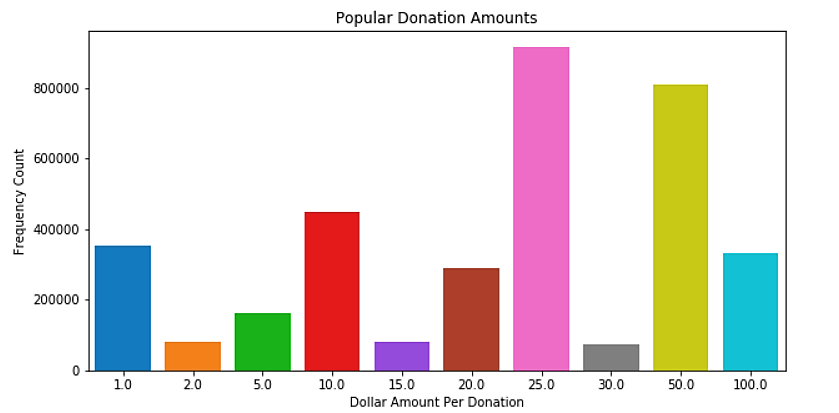 Popular Donation Amounts
Frequency Count
800000
600000
400000
200000
0
1.0 2.0 5.0 10.0 15.0 20.0 25.0 30.0 50.0 100.0
Dollar Amount Per Donation